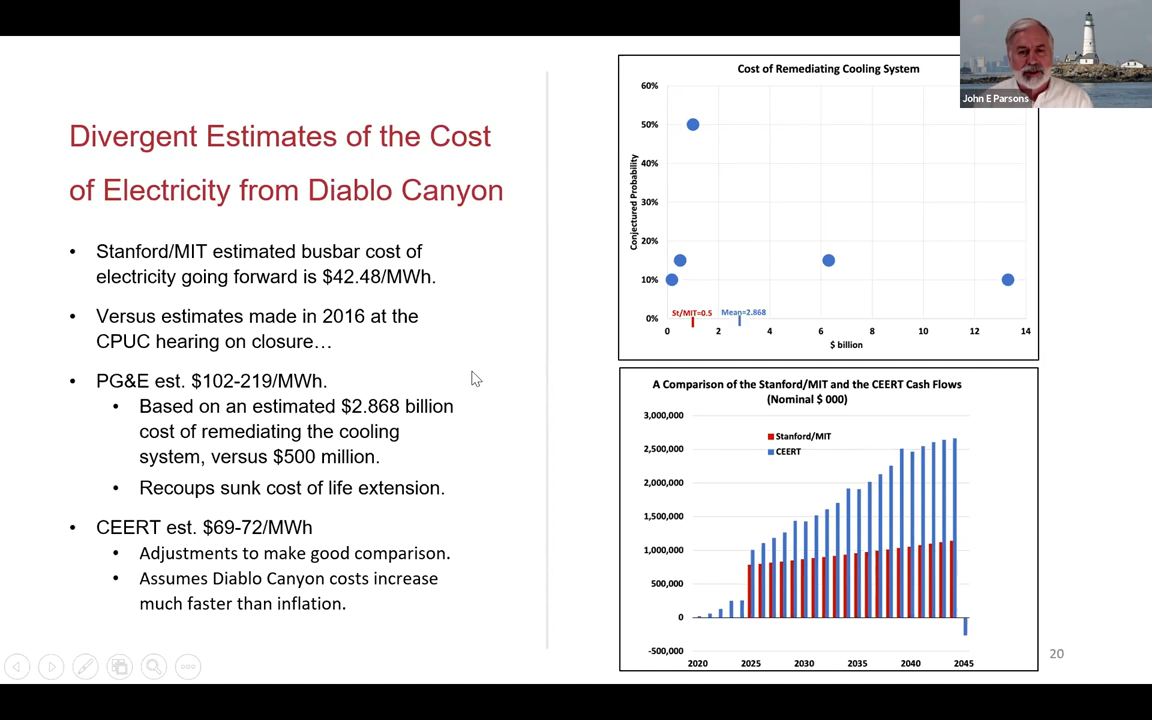 Divergent Estimates of the Cost
of Electricity from Diablo Canyon
• Stanford/MIT estimated busbar cost of
electricity going forward is $42.48/MWh.
• Versus estimates made in 2016 at the
CPUC hearing on closure…
• PG&E est. $102-219/MWh.
• Based on an estimated $2.868 billion
cost of remediating the cooling
system, versus $500 million.
• Recoups sunk cost of life extension.
• CEERT est. $69-72/MWh
• Adjustments to make good comparison.
• Assumes Diablo Canyon costs increase
much faster than inflation.
Cost of Remediating Cooling System
60%
50%
40%
30%
20%
10%
0%
Conjectured Probability
St/MIT=0.5
Mean=2.868
0 2 4 6 8 10 12 14
$ billion
John E Parsons
A Comparison of the Stanford/MIT and the CEERT Cash Flows
(Nominal $ 000)
3,000,000
2,500,000
2,000,000
1,500,000
1,000,000
500,000
0
-500,000
Stanford/MIT
CEERT
2020 2025 2030 2035 2040 2045
20